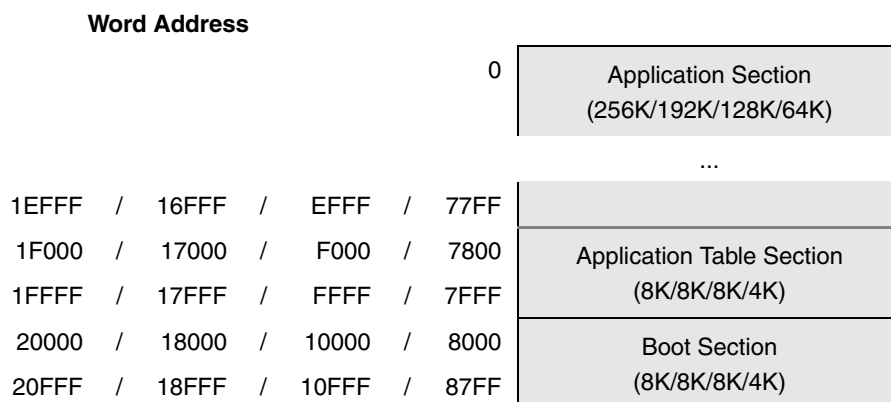 Word Address
0
Application Section
(256K/192K/128K/64K)
...
1EFFF / 16FFF / EFFF / 77FF
1F000 / 17000 / F000 / 7800
Application Table Section
1FFFF / 17FFF / FFFF / 7FFF
(8K/8K/8K/4K)
20000 / 18000 / 10000 / 8000
Boot Section
20FFF / 18FFF / 10FFF / 87FF
(8K/8K/8K/4K)